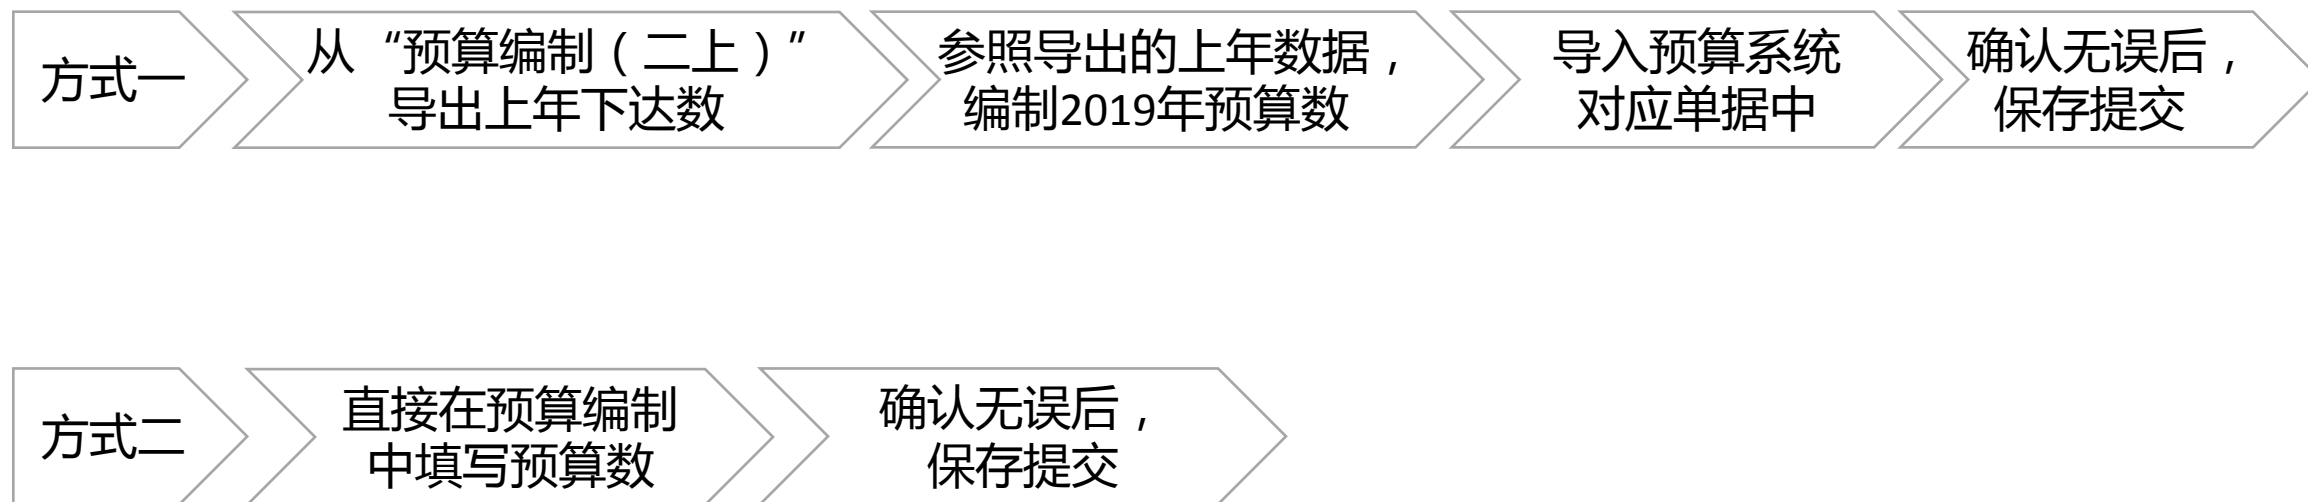 方式一
从“预算编制（二上）”
导出上年下达数
参照导出的上年数据，
编制2019年预算数
导入预算系统
对应单据中
确认无误后，
保存提交
方式二
直接在预算编制
中填写预算数
确认无误后，
保存提交